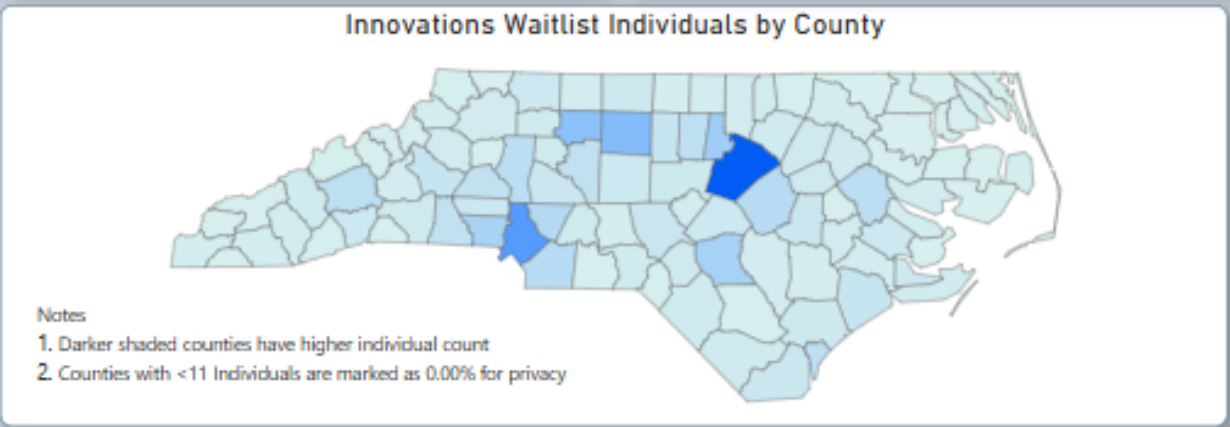 Innovations Waitlist Individuals by County
Notes
1. Darker shaded counties have higher individual count
2. Counties with <11 Individuals are marked as 0.00% for privacy